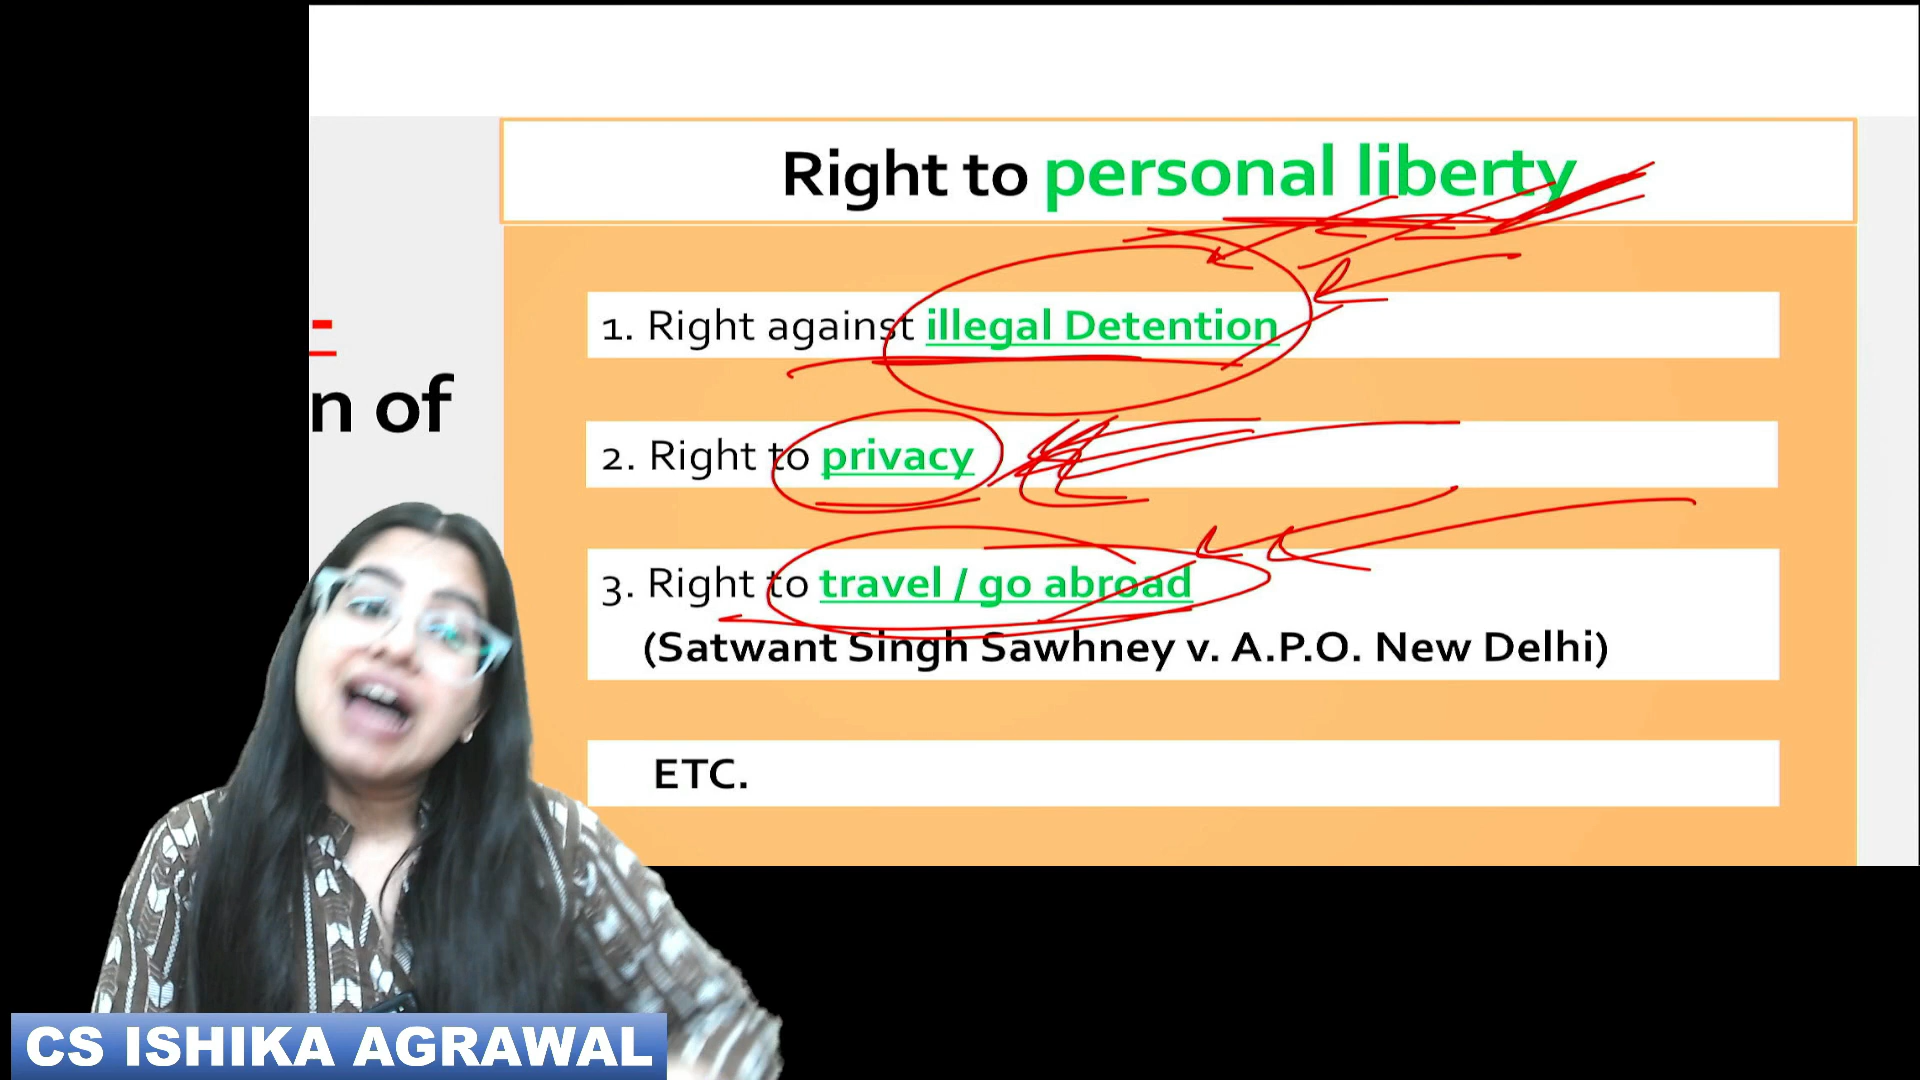 Right to personal liberty
1. Right against illegal Detention
-
n of
2. Right to privacy
3. Right to travel / go abroad
(Satwant Singh Sawhney v. A.P.O. New Delhi)
ETC.
CS ISHIKA AGRAWAL